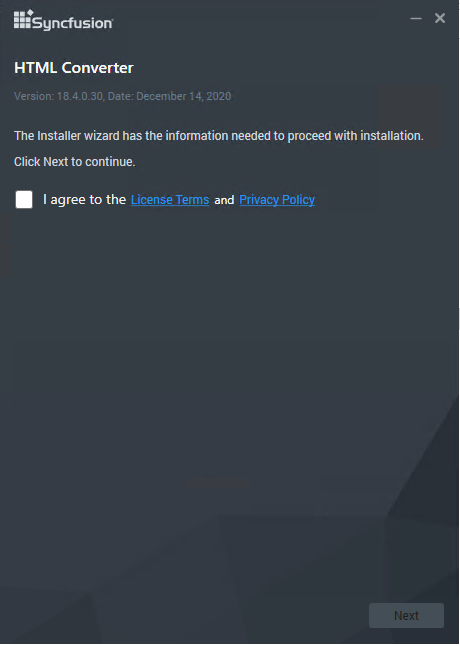 Syncfusion
HTML Converter
Version: 18.4.0.30, Date: December 14, 2020
The Installer wizard has the information needed to proceed with installation.
Click Next to continue.
I agree to the License Terms and Privacy Policy
Next